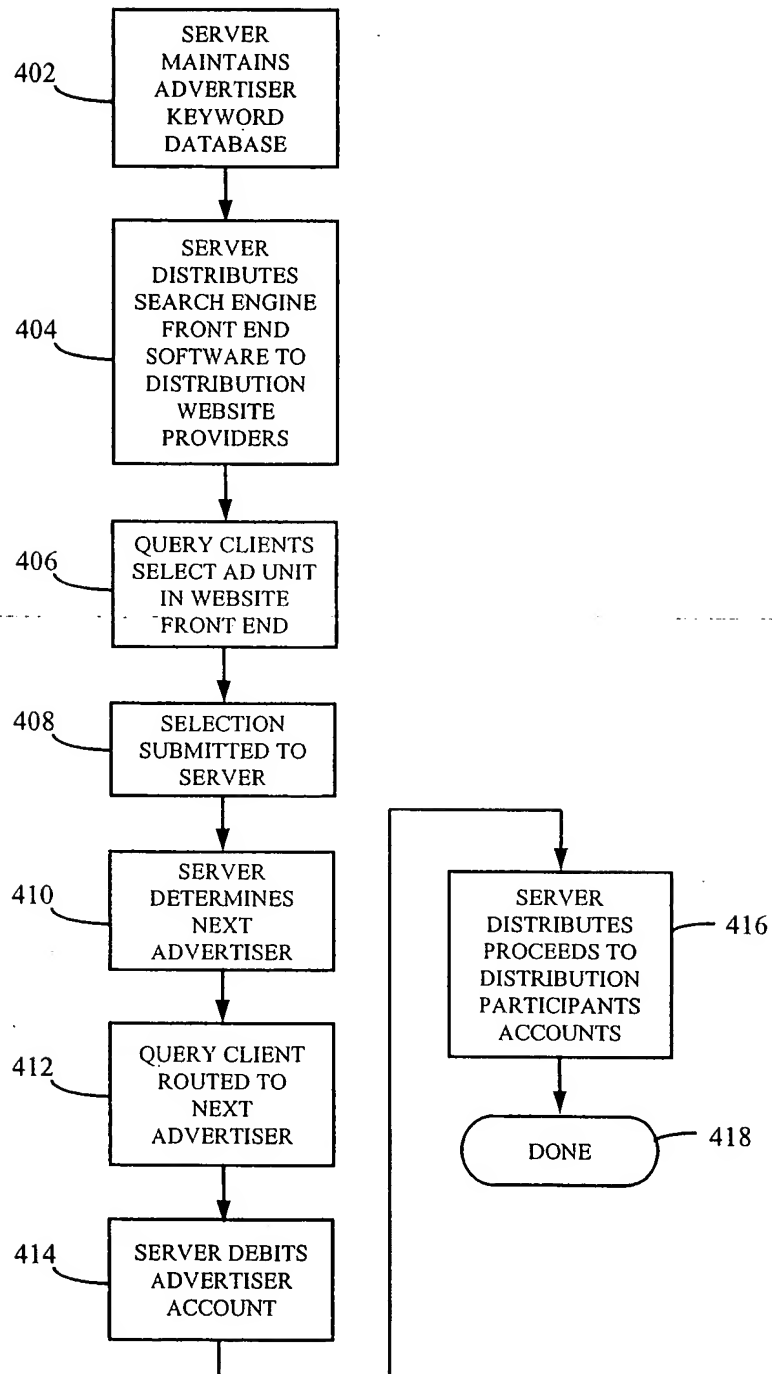 402
SERVER
MAINTAINS
ADVERTISER
KEYWORD
DATABASE
404
SERVER
DISTRIBUTES
SEARCH ENGINE
FRONT END
SOFTWARE TO
DISTRIBUTION
WEBSITE
PROVIDERS
406
QUERY CLIENTS
SELECT AD UNIT
IN WEBSITE
FRONT END
408
SELECTION
SUBMITTED TO
SERVER
410
SERVER
DETERMINES
NEXT
ADVERTISER
412
QUERY CLIENT
ROUTED TO
NEXT
ADVERTISER
414
SERVER DEBITS
ADVERTISER
ACCOUNT
SERVER
DISTRIBUTES
PROCEEDS TO
DISTRIBUTION
PARTICIPANTS
ACCOUNTS
416
DONE
418